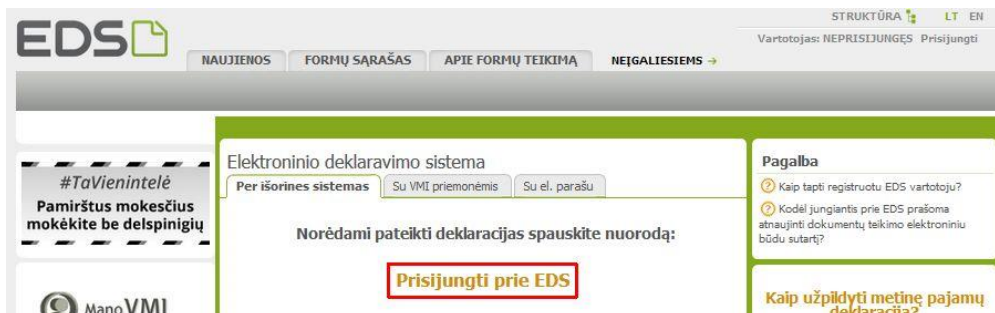 EDS
STRUKTŪRA LT EN
Vartotojas: NEPRISIJUNGĘS Prisijungti
NAUJIENOS FORMŲ SĄRAŠAS APIE FORMŲ TEIKIMĄ NEĮGALIESIEMS →
#TaVienintelė
Pamirštus mokesčius
mokėkite be delspinigių
Mano VMI
Elektroninio deklaravimo sistema
Per išorines sistemas Su VMI priemonėmis Su el. parašu
Norėdami pateikti deklaracijas spauskite nuorodą:
Prisijungti prie EDS
Pagalba
? Kaip tapti registruotu EDS vartotoju?
? Kodėl jungiantis prie EDS prašoma
atnaujinti dokumentų teikimo elektroniniu
būdu sutartį?
Kaip užpildyti metinę pajamų
deklaraciją?